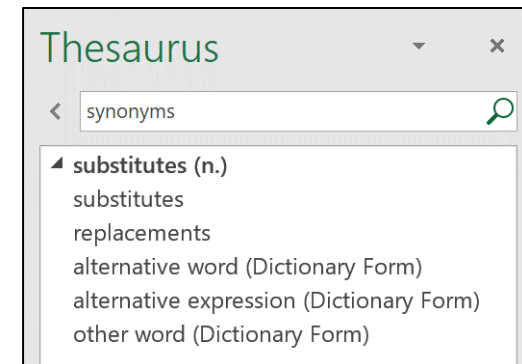 Thesaurus
synonyms
substitutes (n.)
substitutes
replacements
alternative word (Dictionary Form)
alternative expression (Dictionary Form)
other word (Dictionary Form)